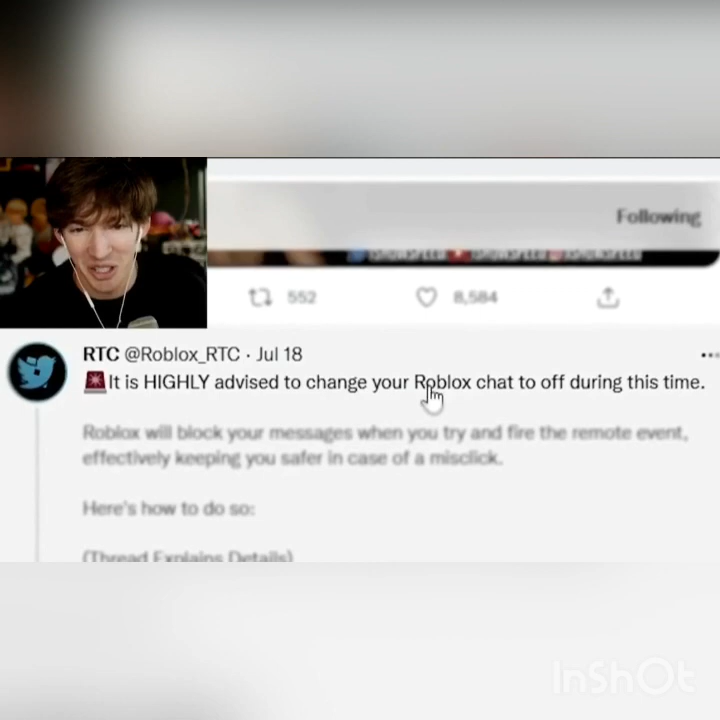 Following
552
8,584
RTC @Roblox_RTC · Jul 18
🚨It is HIGHLY advised to change your Roblox chat to off during this time.
Roblox will block your messages when you try and fire the remote event,
effectively keeping you safer in case of a misclick.
Here's how to do so:
(Thread Explains Details)
InShOt